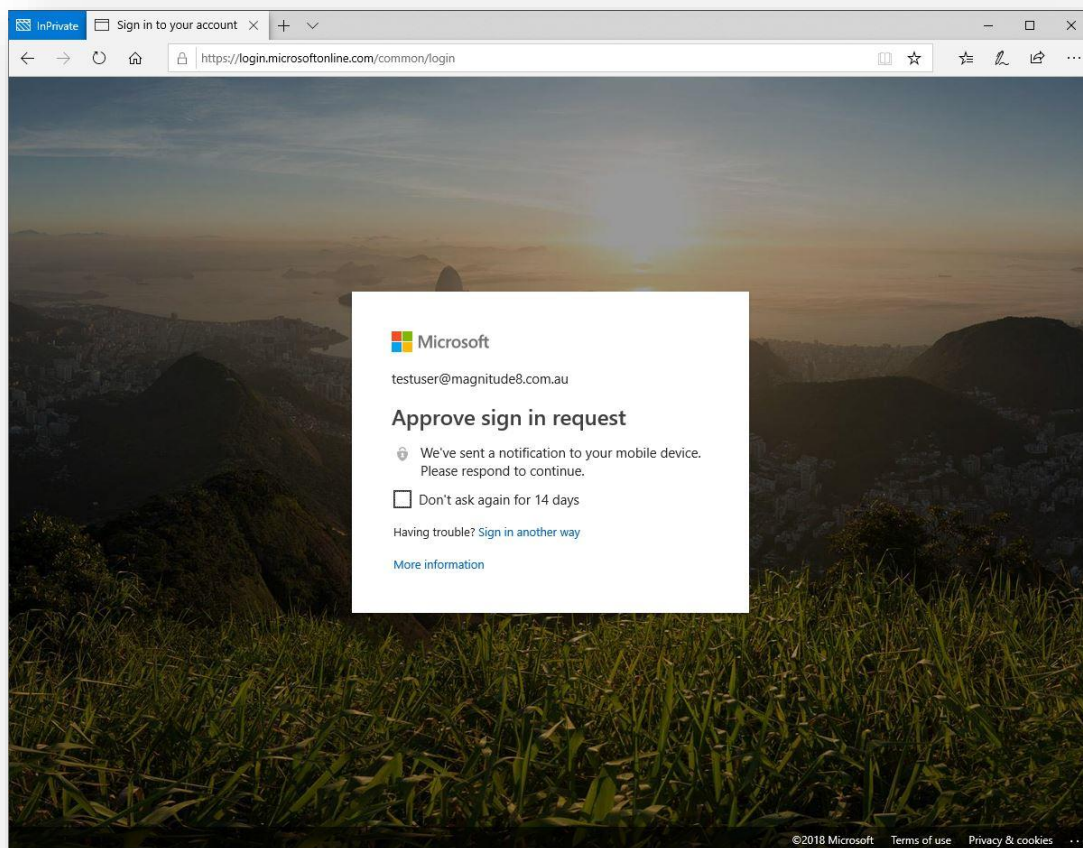 InPrivate
Sign in to your account
https://login.microsoftonline.com/common/login
Microsoft
testuser@magnitude8.com.au
Approve sign in request
We've sent a notification to your mobile device.
Please respond to continue.
Don't ask again for 14 days
Having trouble? Sign in another way
More information
©2018 Microsoft Terms of use Privacy & cookies ...